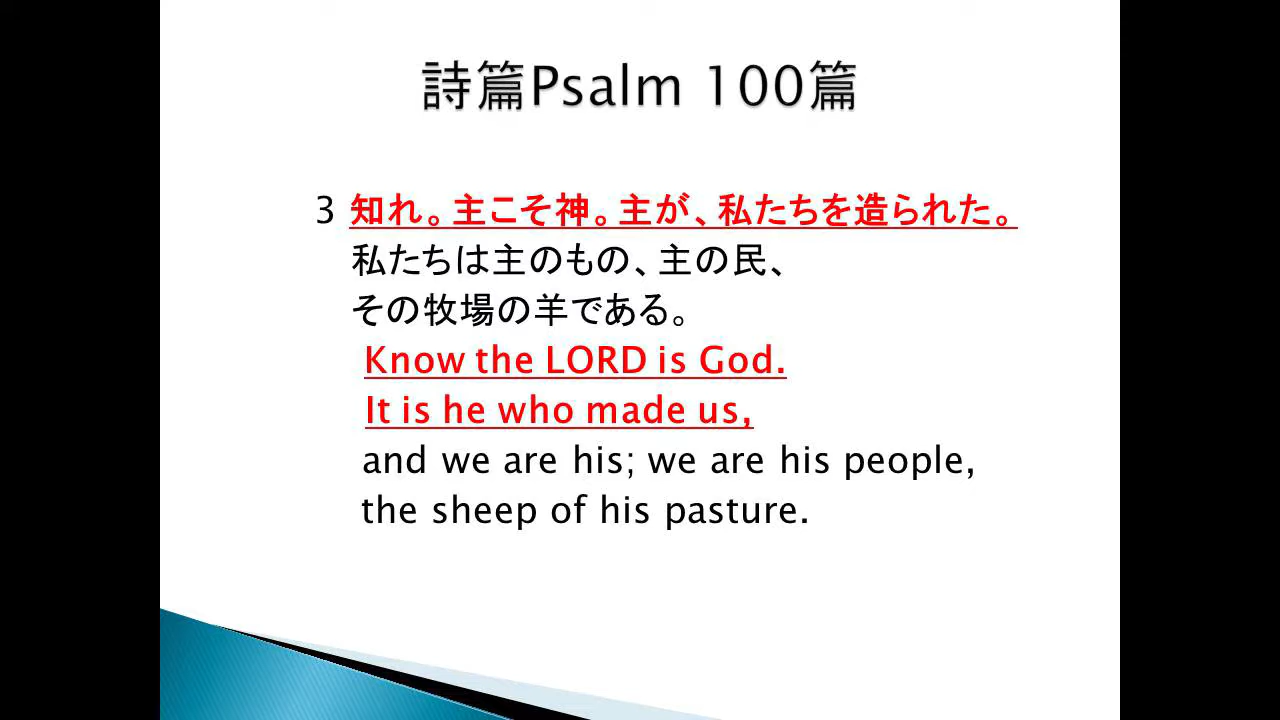 詩篇Psalm 100篇
3 知れ。主こそ神。主が、私たちを造られた。
私たちは主のもの、主の民、
その牧場の羊である。
Know the LORD is God.
It is he who made us,
and we are his; we are his people,
the sheep of his pasture.